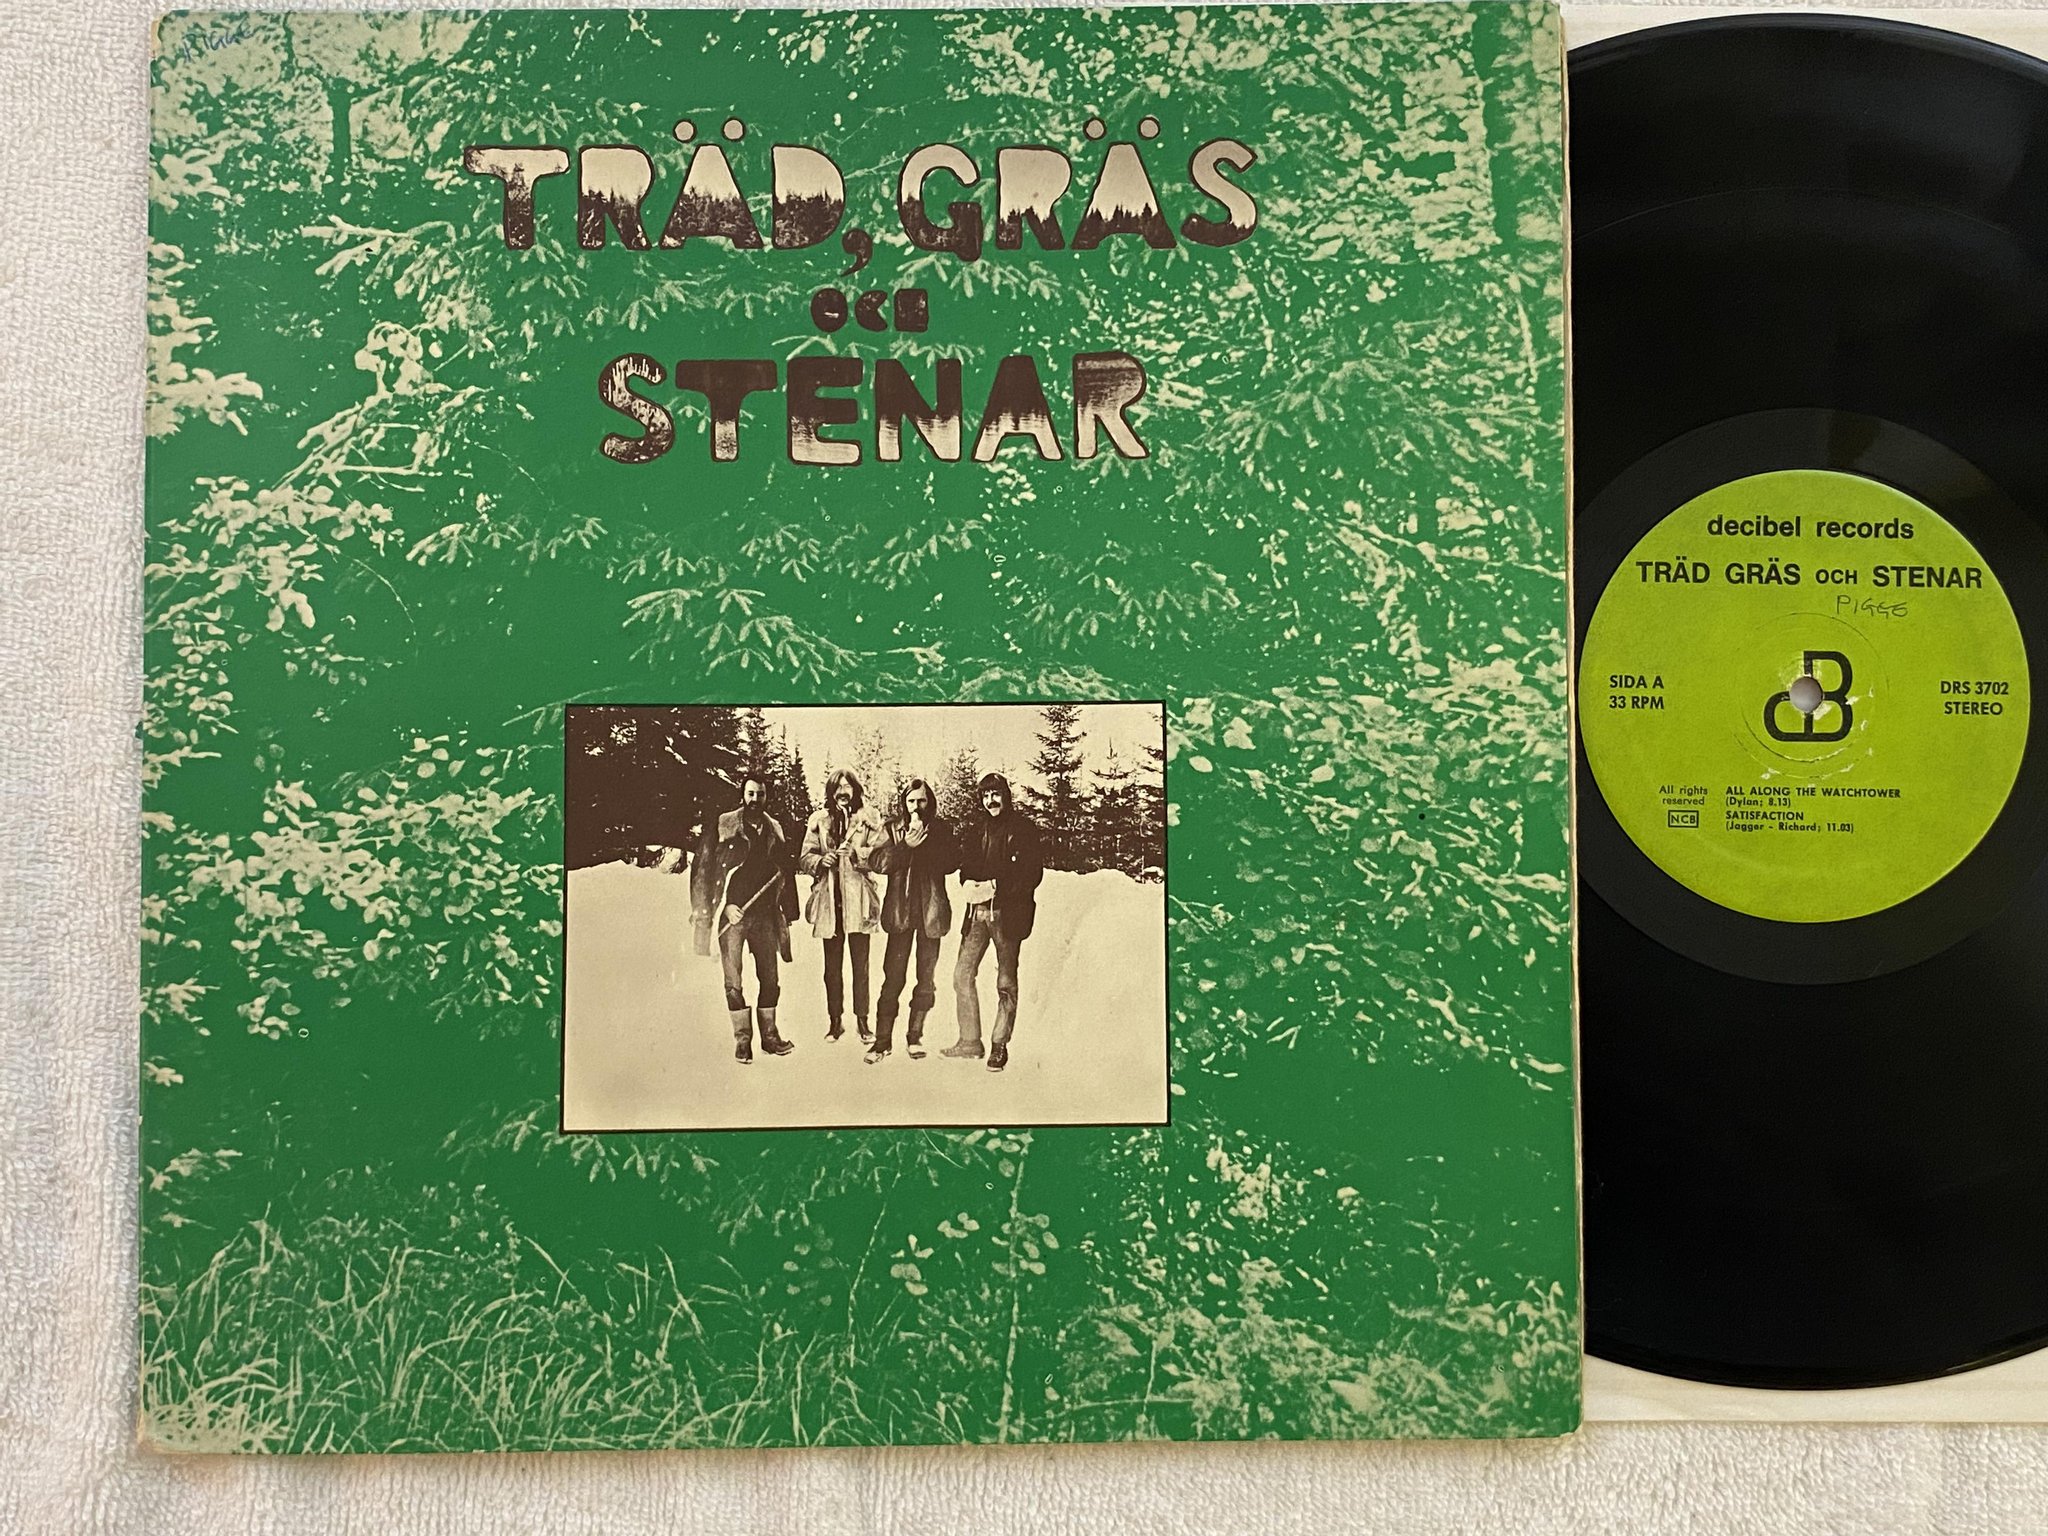 PIGGE
TRÄD, GRÄS
och
STENAR
decibel records
TRÄD GRÄS OCH STENAR
PIGGE
SIDA A
33 RPM
DRS 3702
STEREO
All rights
reserved
NCB
ALL ALONG THE WATCHTOWER
(Dylan; 8.13)
SATISFACTION
(Jagger - Richard; 11.03)